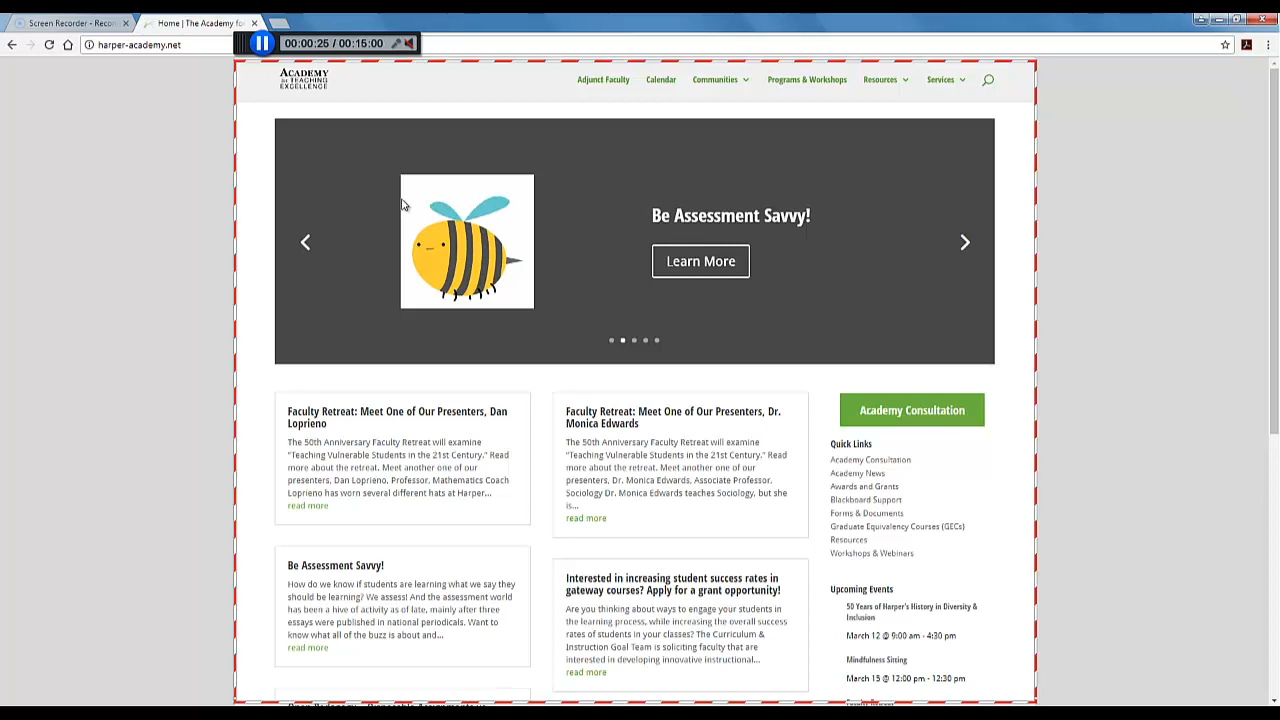 Screen Recorder - Recor
Home | The Academy for
harper-academy.net
00:00:25 / 00:15:00
ACADEMY
for TEACHING
EXCELLENCE
Adjunct Faculty
Calendar
Communities
Programs & Workshops
Resources
Services
Be Assessment Savvy!
Learn More
Faculty Retreat: Meet One of Our Presenters, Dan
Loprieno
The 50th Anniversary Faculty Retreat will examine
"Teaching Vulnerable Students in the 21st Century." Read
more about the retreat. Meet another one of our
presenters, Dan Loprieno, Professor, Mathematics Coach
Loprieno has worn several different hats at Harper...
read more
Be Assessment Savvy!
How do we know if students are learning what we say they
should be learning? We assess! And the assessment world
has been a hive of activity as of late, mainly after three
essays were published in national periodicals. Want to
know what all of the buzz is about and...
read more
Faculty Retreat: Meet One of Our Presenters, Dr.
Monica Edwards
The 50th Anniversary Faculty Retreat will examine
"Teaching Vulnerable Students in the 21st Century." Read
more about the retreat. Meet another one of our
presenters, Dr. Monica Edwards, Associate Professor,
Sociology Dr. Monica Edwards teaches Sociology, but she
is...
read more
Interested in increasing student success rates in
gateway courses? Apply for a grant opportunity!
Are you thinking about ways to engage your students in
the learning process, while increasing the overall success
rates of students in your classes? The Curriculum &
Instruction Goal Team is soliciting faculty that are
interested in developing innovative instructional...
read more
Academy Consultation
Quick Links
Academy Consultation
Academy News
Awards and Grants
Blackboard Support
Forms & Documents
Graduate Equivalency Courses (GECs)
Resources
Workshops & Webinars
Upcoming Events
50 Years of Harper's History in Diversity &
Inclusion
March 12 @ 9:00 am - 4:30 pm
Mindfulness Sitting
March 15 @ 12:00 pm - 12:30 pm